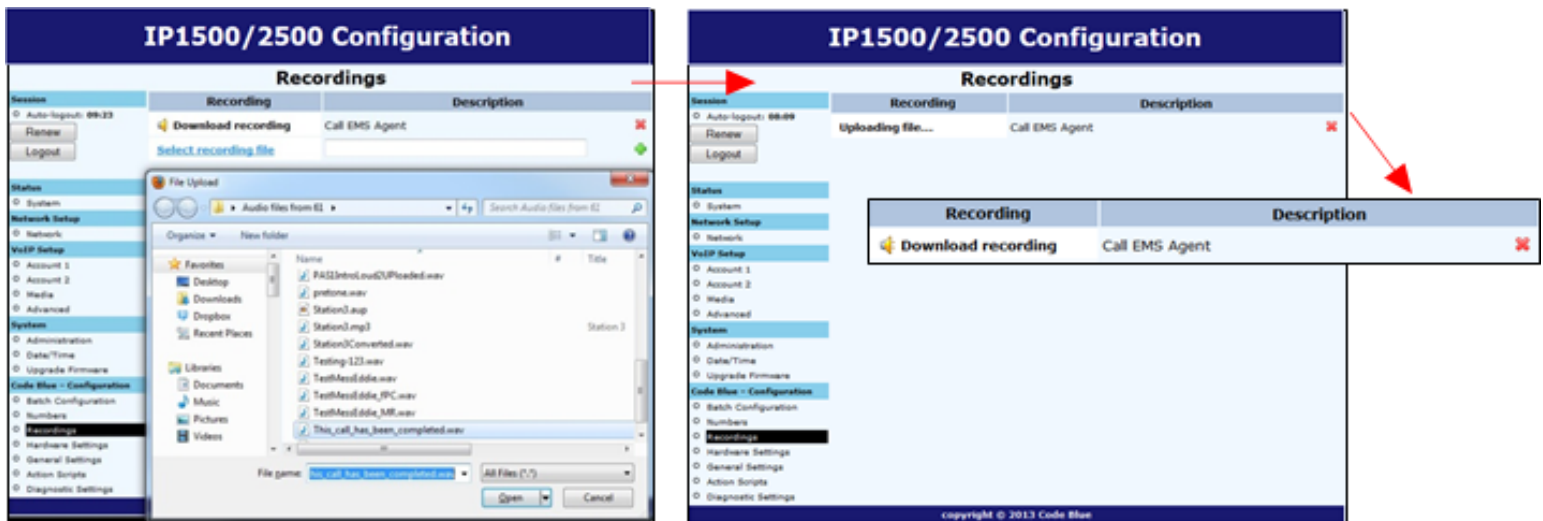 IP1500/2500 Configuration
Recordings
Session
Auto-logout: 09:23
Renew
Logout
Status
System
Network Setup
Network
VoIP Setup
Account 1
Account 2
Media
Advanced
System
Administration
Date/Time
Upgrade Firmware
Code Blue - Configuration
Batch Configuration
Numbers
Recordings
Hardware Settings
General Settings
Action Scripts
Diagnostic Settings
Recording Description
Download recording Call EMS Agent
Select recording file
File Upload
Audio files from 61
Search Audio files from 61
Organize New folder
Favorites
Desktop
Downloads
Dropbox
Recent Places
Libraries
Documents
Music
Pictures
Videos
Name # Title
pretone.wav
Station3.aup
Station3.mp3 Station 3
Station3Converted.wav
Testing-123.wav
TestMessEddie.wav
TestMessEddie_fPC.wav
TestMessEddie_MR.wav
This_call_has_been_completed.wav
File name: his_call_has_been_completed.wav All Files (*.*)
Open Cancel
IP1500/2500 Configuration
Recordings
Session
Auto-logout: 08:09
Renew
Logout
Status
System
Network Setup
Network
VoIP Setup
Account 1
Account 2
Media
Advanced
System
Administration
Date/Time
Upgrade Firmware
Code Blue - Configuration
Batch Configuration
Numbers
Recordings
Hardware Settings
General Settings
Action Scripts
Diagnostic Settings
Recording Description
Uploading file... Call EMS Agent
Recording Description
Download recording Call EMS Agent
copyright © 2013 Code Blue